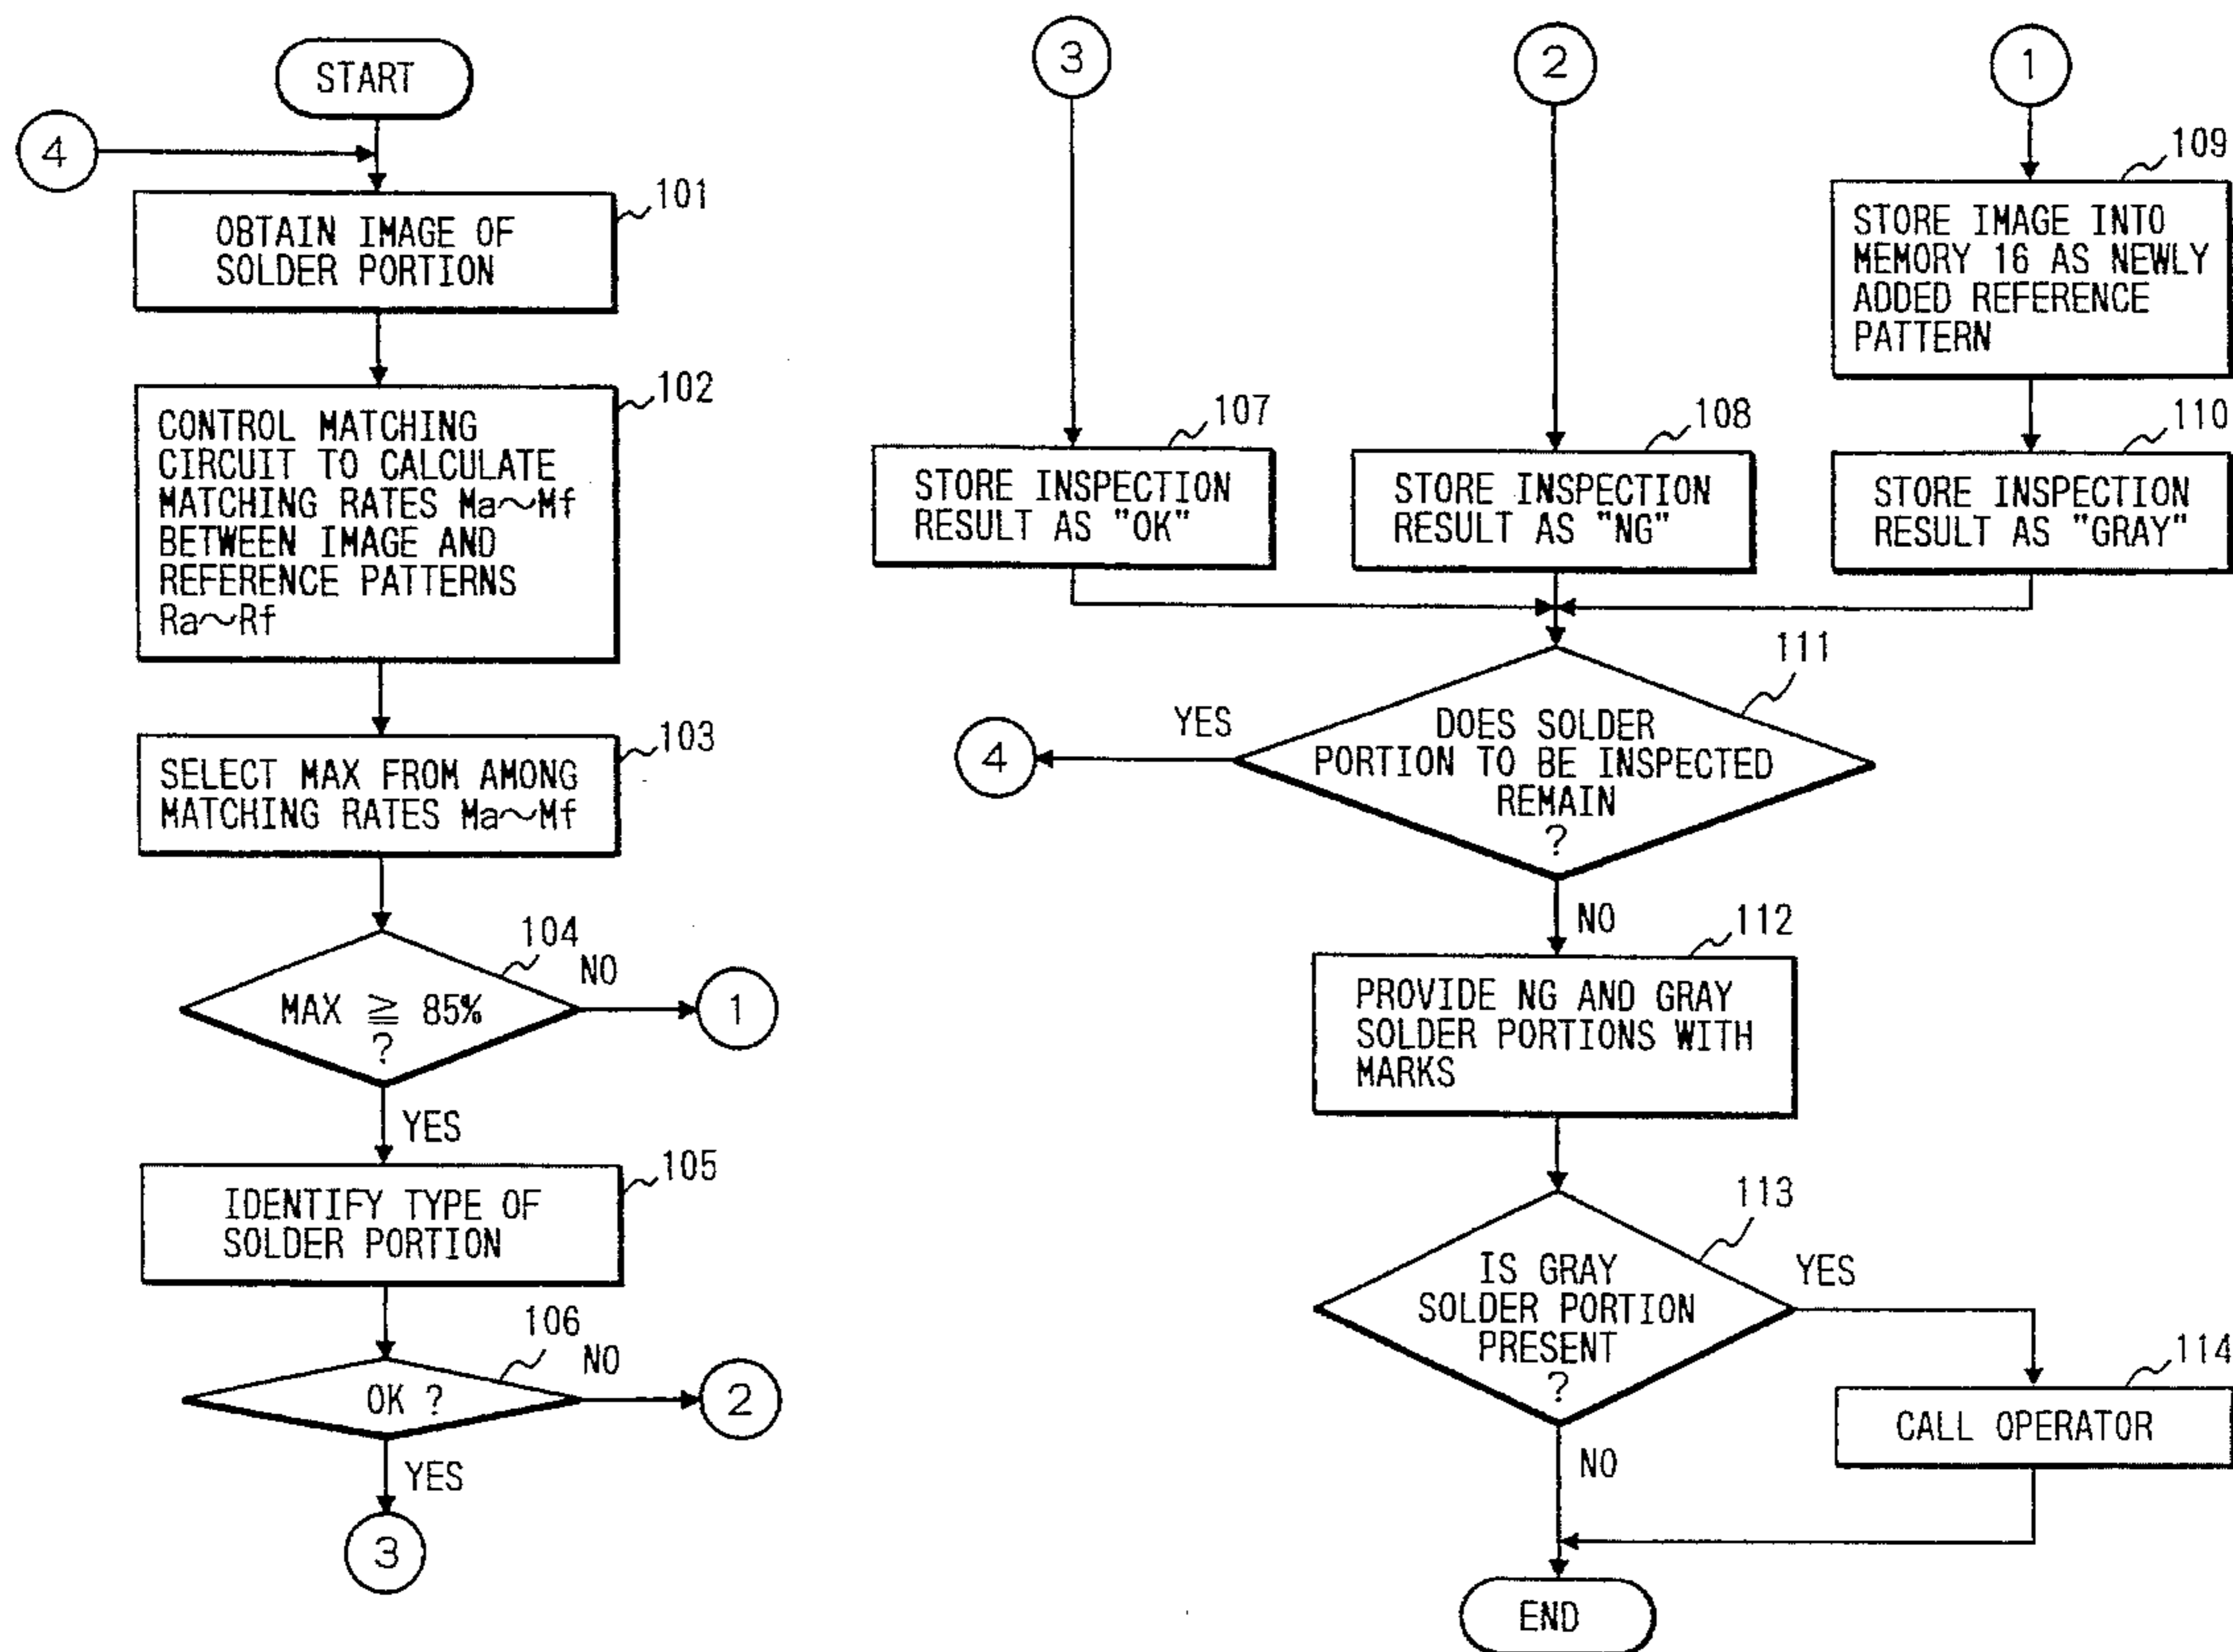 START
4
101
OBTAIN IMAGE OF
SOLDER PORTION
102
CONTROL MATCHING
CIRCUIT TO CALCULATE
MATCHING RATES Ma~Mf
BETWEEN IMAGE AND
REFERENCE PATTERNS
Ra~Rf
103
SELECT MAX FROM AMONG
MATCHING RATES Ma~Mf
104
MAX ≧ 85%
?
NO
1
YES
105
IDENTIFY TYPE OF
SOLDER PORTION
106
OK ?
NO
2
YES
3
3
107
STORE INSPECTION
RESULT AS "OK"
2
108
STORE INSPECTION
RESULT AS "NG"
1
109
STORE IMAGE INTO
MEMORY 16 AS NEWLY
ADDED REFERENCE
PATTERN
110
STORE INSPECTION
RESULT AS "GRAY"
111
DOES SOLDER
PORTION TO BE INSPECTED
REMAIN
?
YES
4
NO
112
PROVIDE NG AND GRAY
SOLDER PORTIONS WITH
MARKS
113
IS GRAY
SOLDER PORTION
PRESENT
?
YES
114
CALL OPERATOR
NO
END